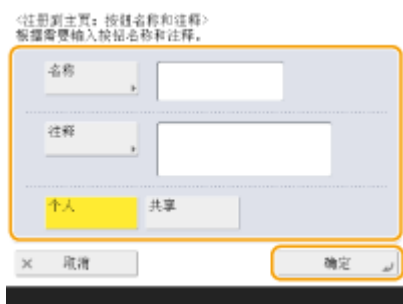 <注册到主页：按钮名称和注释>
根据需要输入按钮名称和注释。
名称
注释
个人 共享
× 取消 确定